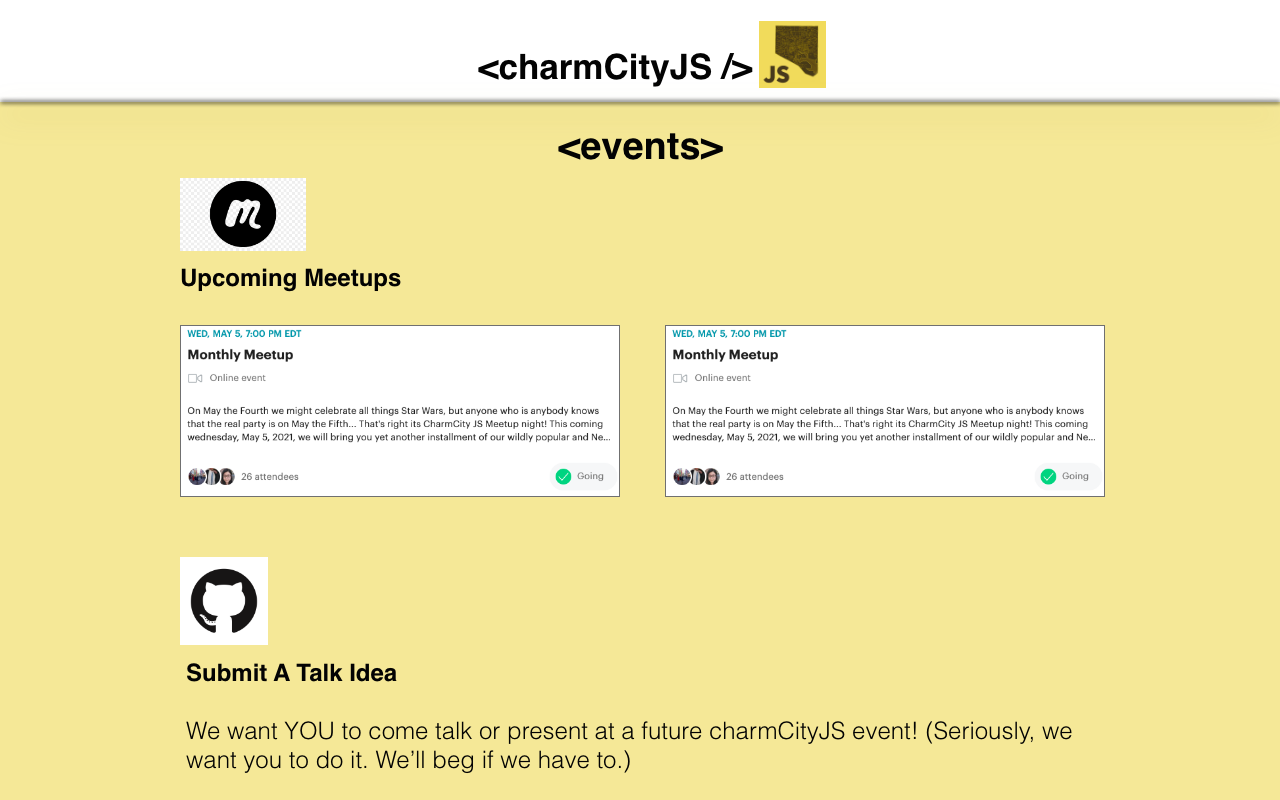 <charmCityJS />
JS
<events>
m
Upcoming Meetups
WED, MAY 5, 7:00 PM EDT
Monthly Meetup
Online event
On May the Fourth we might celebrate all things Star Wars, but anyone who is anybody knows
that the real party is on May the Fifth... That's right its CharmCity JS Meetup night! This coming
wednesday, May 5, 2021, we will bring you yet another installment of our wildly popular and Ne...
26 attendees
Going
WED, MAY 5, 7:00 PM EDT
Monthly Meetup
Online event
On May the Fourth we might celebrate all things Star Wars, but anyone who is anybody knows
that the real party is on May the Fifth... That's right its CharmCity JS Meetup night! This coming
wednesday, May 5, 2021, we will bring you yet another installment of our wildly popular and Ne...
26 attendees
Going
Submit A Talk Idea
We want YOU to come talk or present at a future charmCityJS event! (Seriously, we
want you to do it. We’ll beg if we have to.)